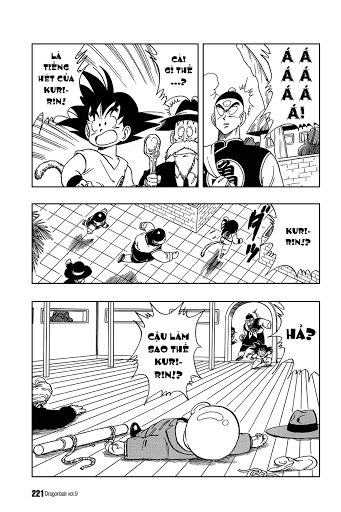 Á Á
Á Á
Á Á
Á!
CÁI
GÌ THẾ
...?
LÀ
TIẾNG
HÉT CỦA
KURI-
RIN!
KURI-
RIN!?
HẢ?
CẬU LÀM
SAO THẾ
KURI-
RIN!?
221 Dragonball vol.9